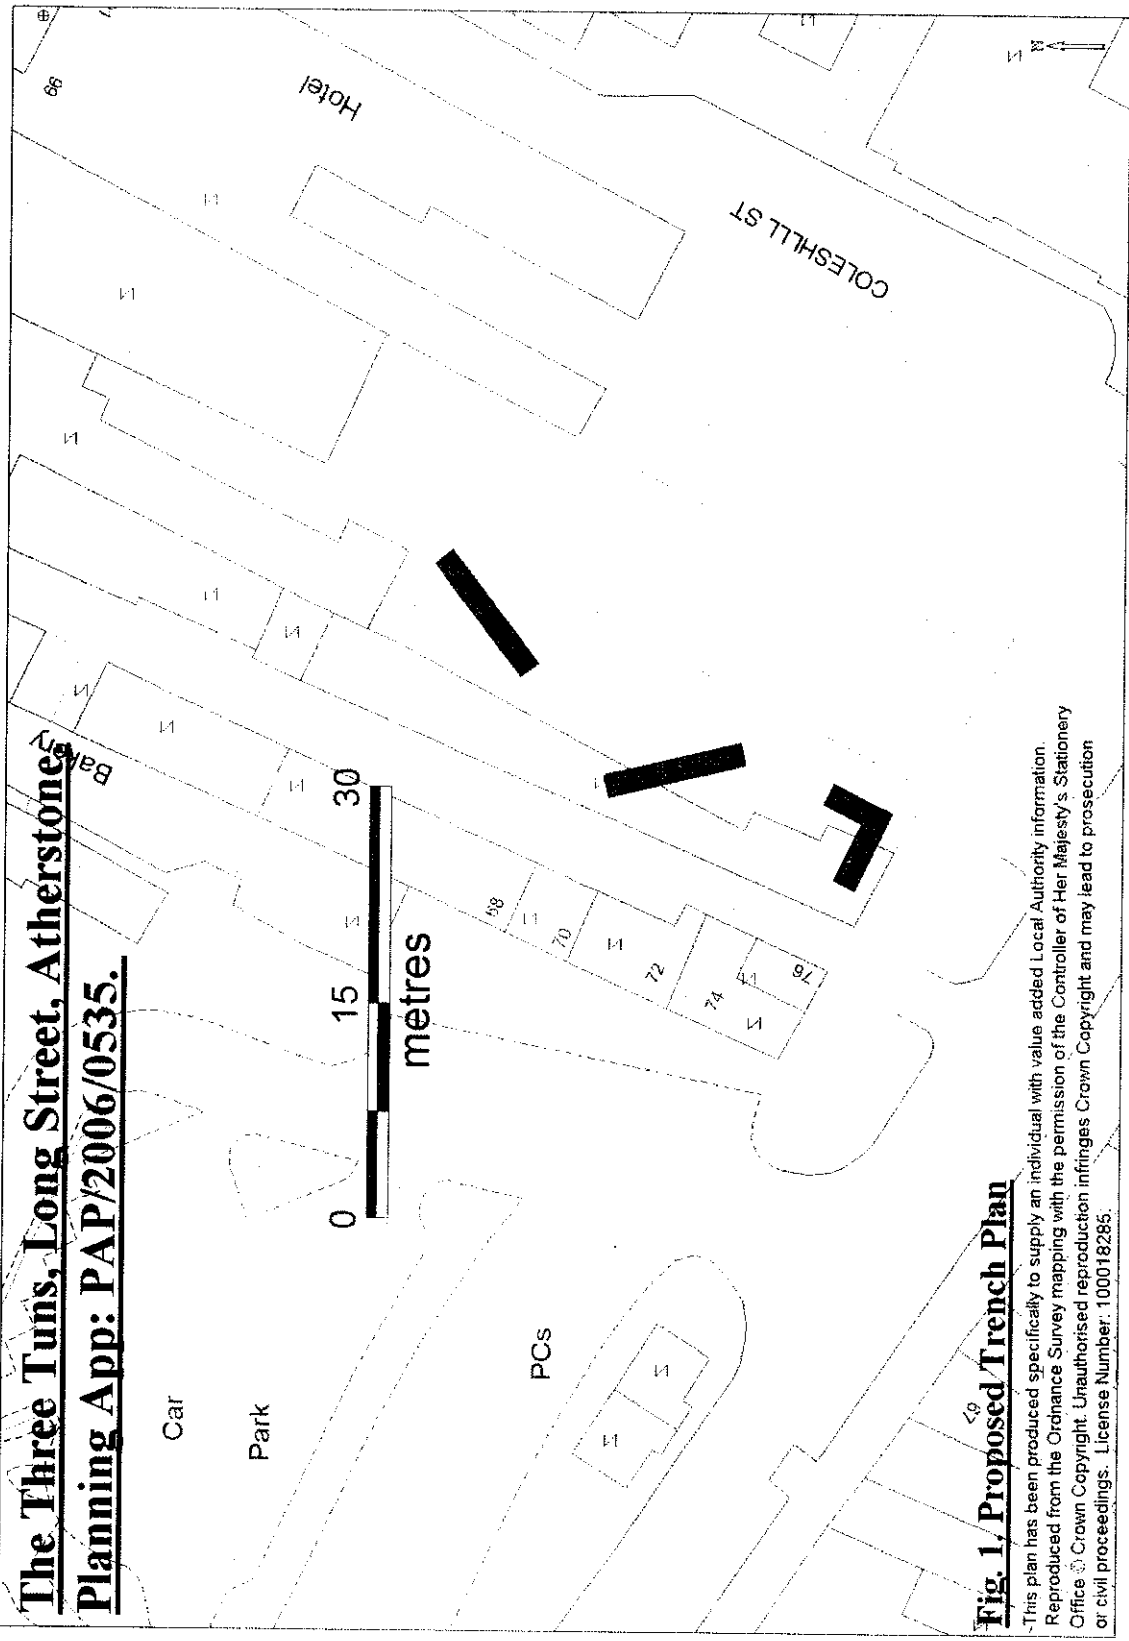 The Three Tuns, Long Street, Atherstone.
Planning App: PAP/2006/0535.
Bakery
99
Hotel
COLESHILL ST
Car
Park
0 15 30
metres
68
70
72
74
76
PCs
67
N
Fig. 1. Proposed Trench Plan
This plan has been produced specifically to supply an individual with value added Local Authority information.
Reproduced from the Ordnance Survey mapping with the permission of the Controller of Her Majesty's Stationery
Office © Crown Copyright. Unauthorised reproduction infringes Crown Copyright and may lead to prosecution
or civil proceedings. License Number: 100018285.